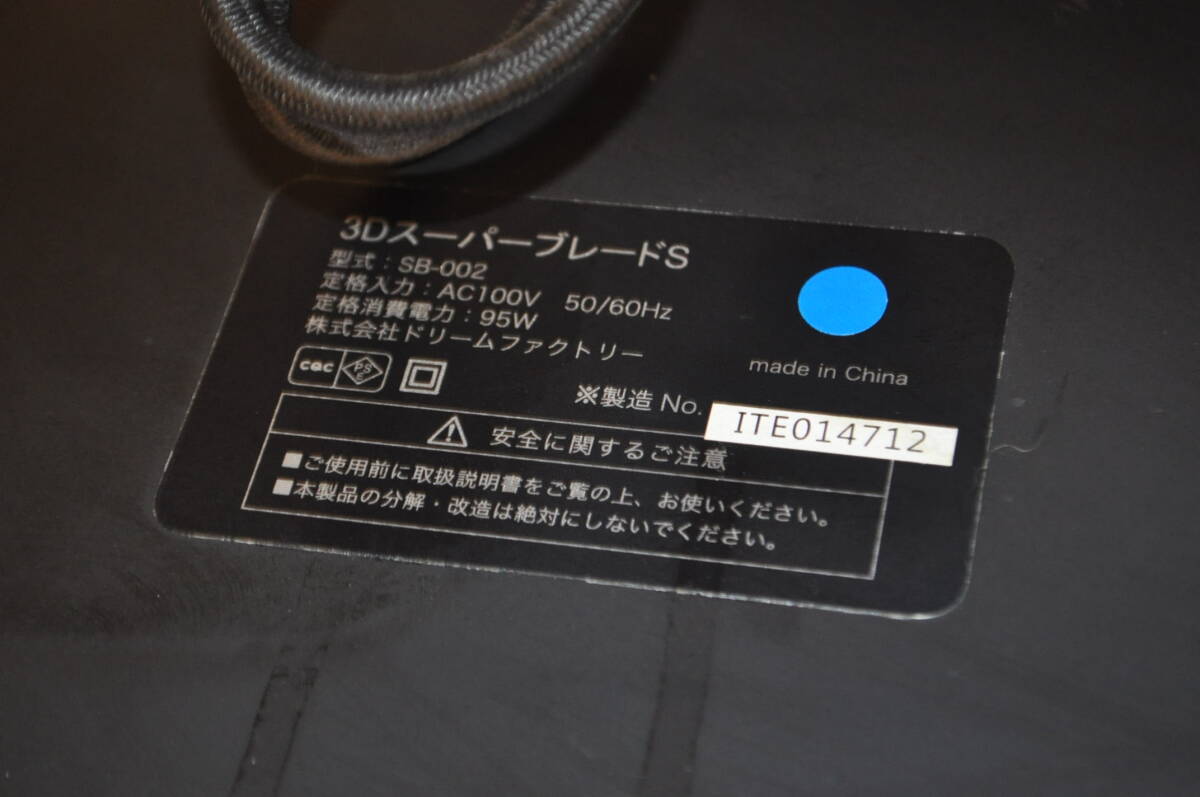 3DスーパーブレードS
型式：SB-002
定格入力：AC100V 50/60Hz
定格消費電力：95W
株式会社ドリームファクトリー
cqc PS E
made in China
※製造 No. ITE014712
安全に関するご注意
■ご使用前に取扱説明書をご覧の上、お使いください。
■本製品の分解・改造は絶対にしないでください。